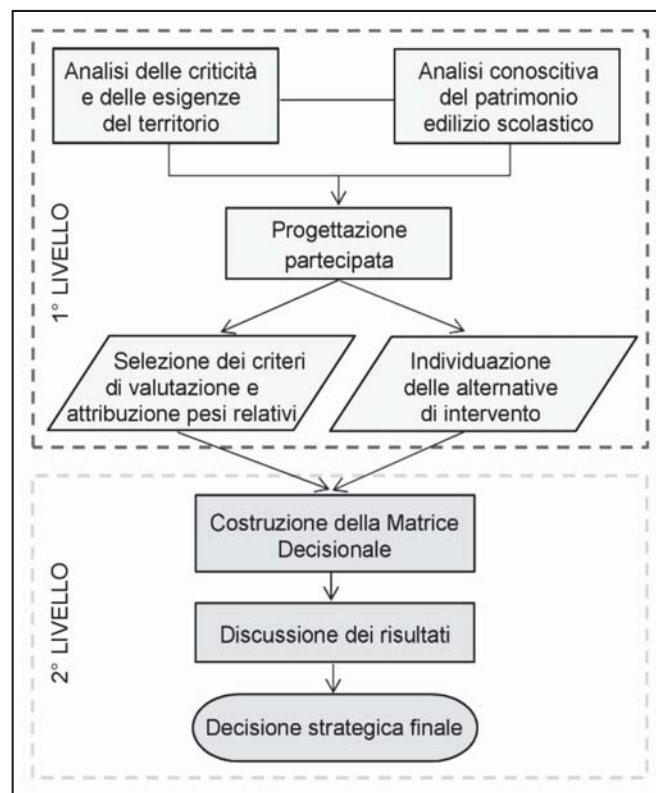 Analisi delle criticità
e delle esigenze
del territorio
Analisi conoscitiva
del patrimonio
edilizio scolastico
1° LIVELLO
Progettazione
partecipata
Selezione dei criteri
di valutazione e
attribuzione pesi relativi
Individuazione
delle alternative
di intervento
2° LIVELLO
Costruzione della Matrice
Decisionale
Discussione dei risultati
Decisione strategica finale